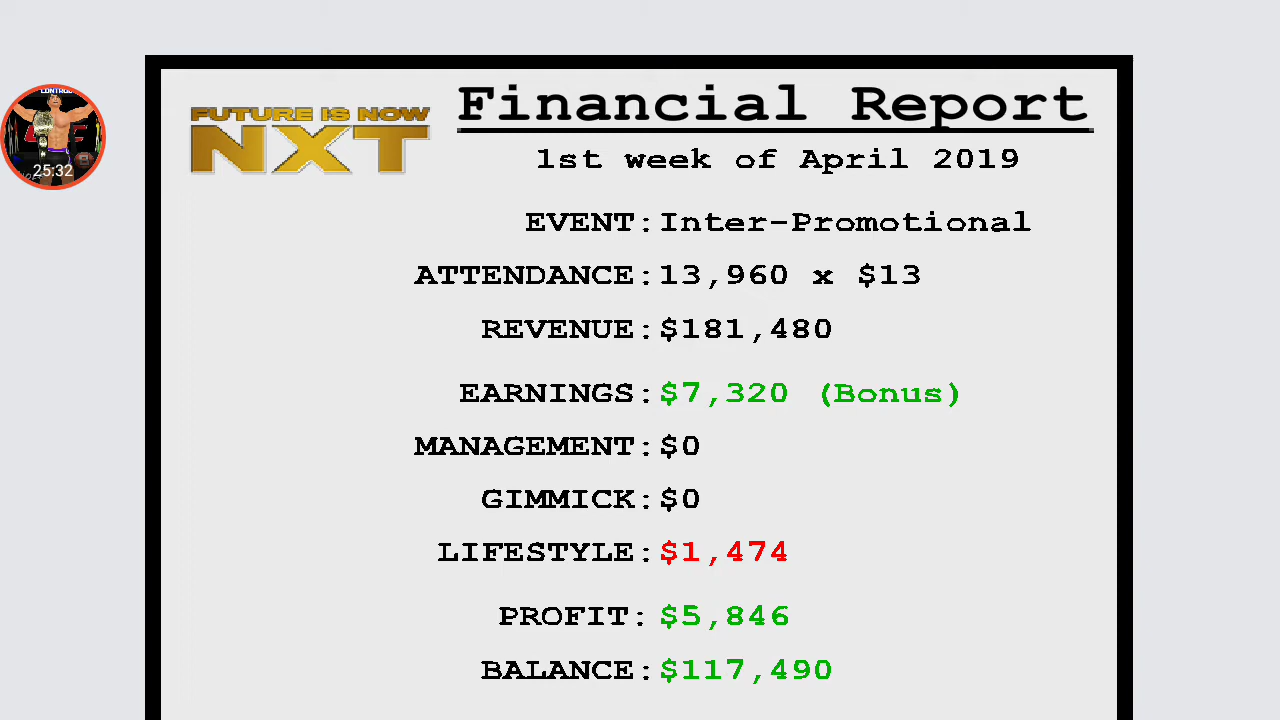 FUTURE IS NOW
NXT
Financial Report
1st week of April 2019
EVENT: Inter-Promotional
ATTENDANCE: 13,960 x $13
REVENUE: $181,480
EARNINGS: $7,320 (Bonus)
MANAGEMENT: $0
GIMMICK: $0
LIFESTYLE: $1,474
PROFIT: $5,846
BALANCE: $117,490
25:32